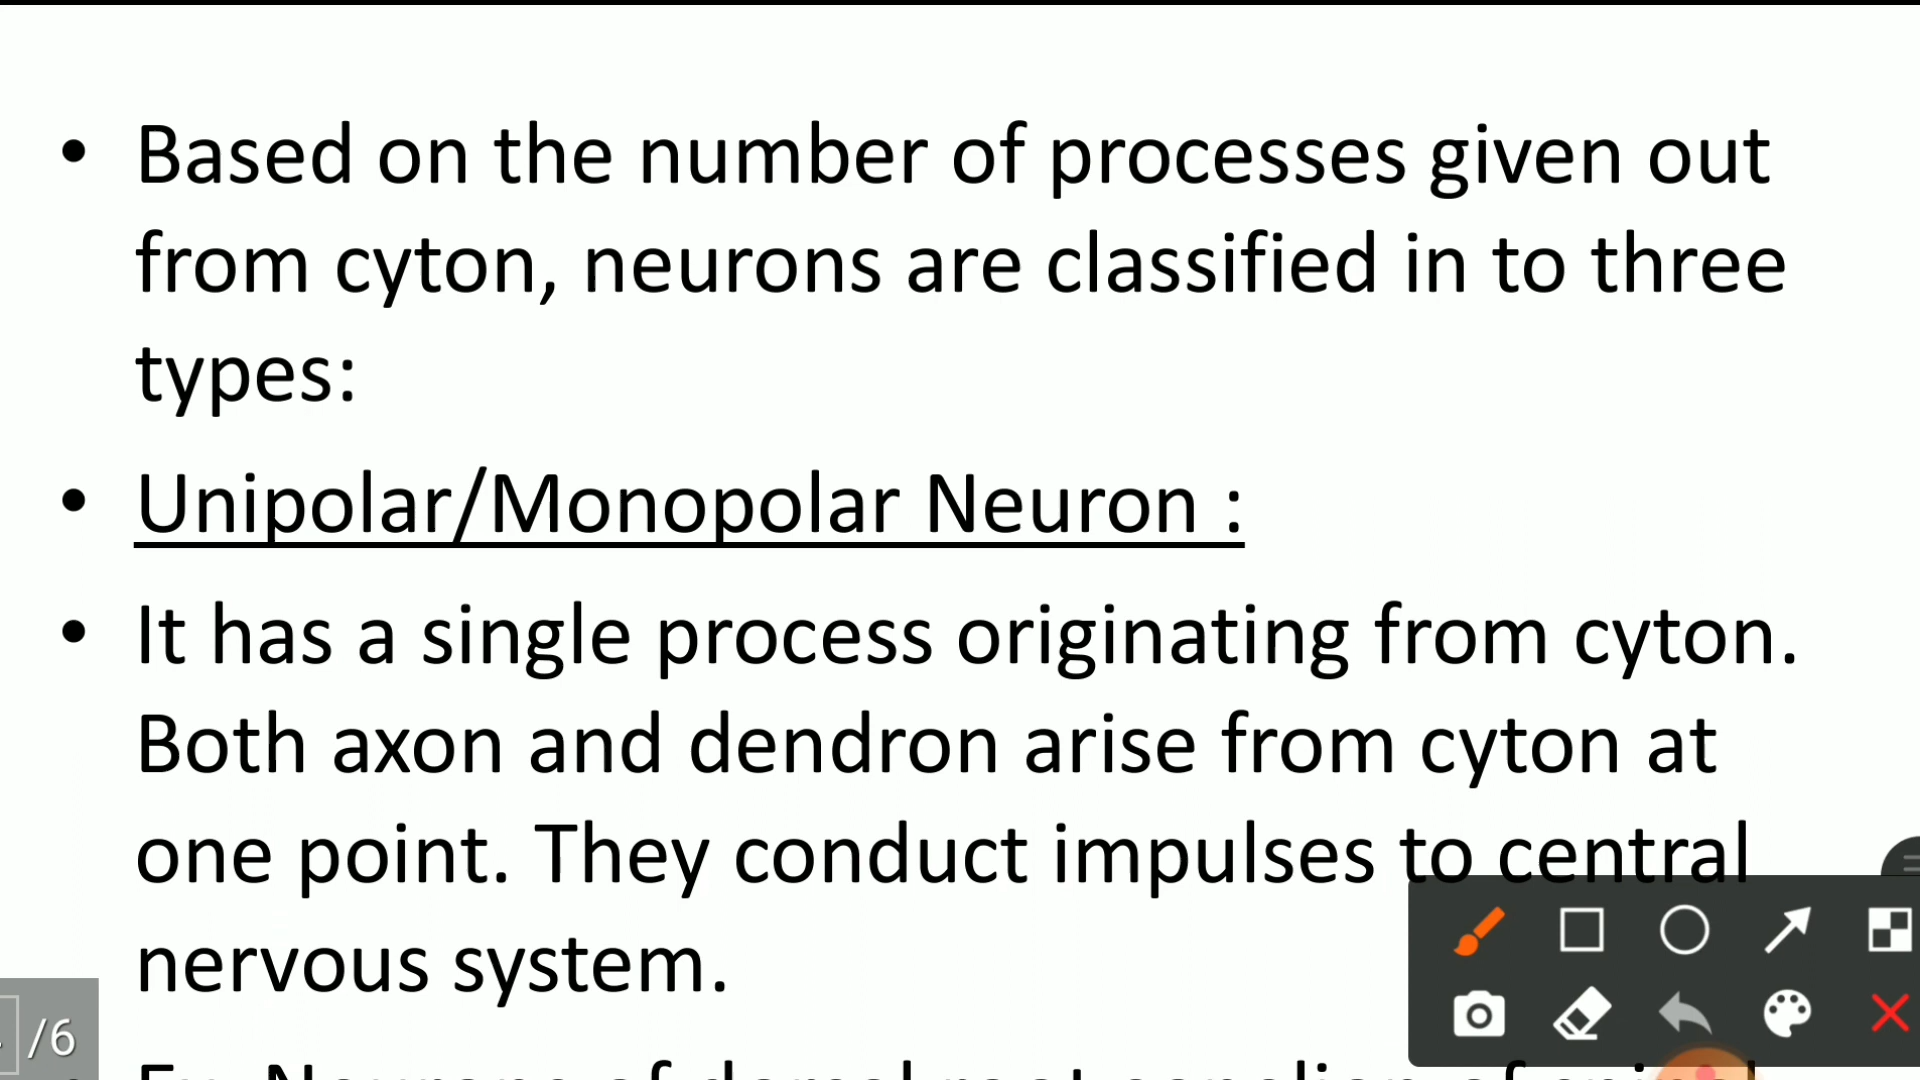 • Based on the number of processes given out
from cyton, neurons are classified in to three
types:
• Unipolar/Monopolar Neuron :
• It has a single process originating from cyton.
Both axon and dendron arise from cyton at
one point. They conduct impulses to central
nervous system.
/6